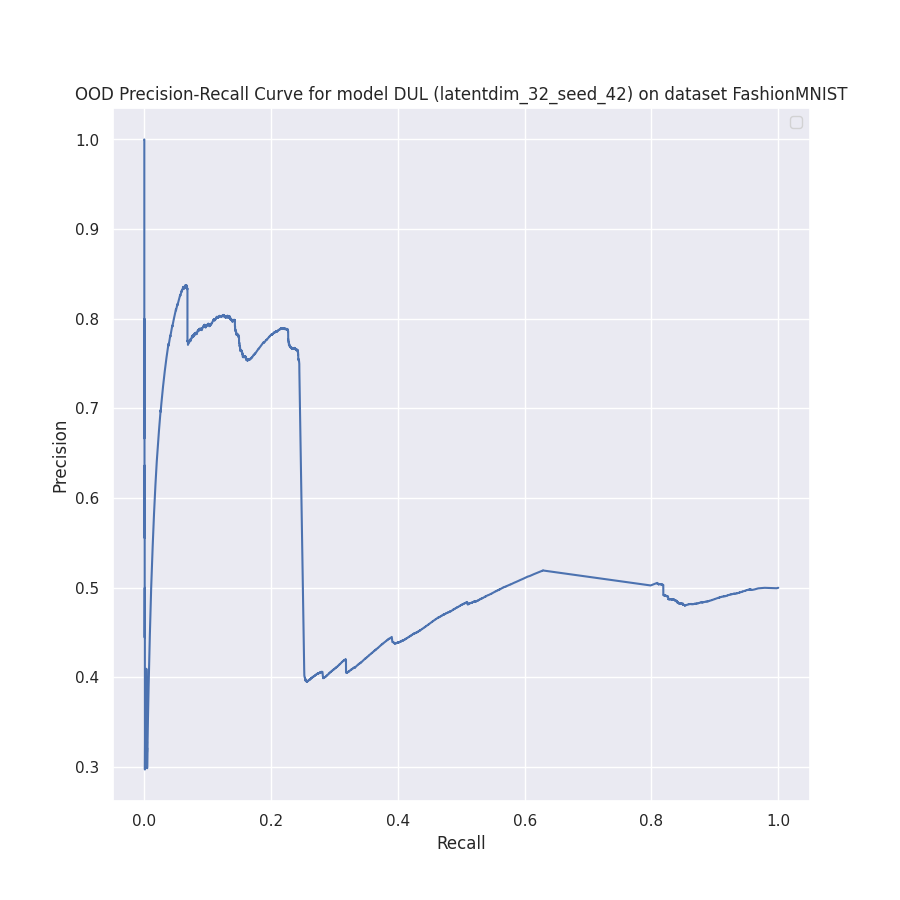 OOD Precision-Recall Curve for model DUL (latentdim_32_seed_42) on dataset FashionMNIST
1.0
0.9
0.8
0.7
0.6
0.5
0.4
0.3
Precision
0.0 0.2 0.4 0.6 0.8 1.0
Recall